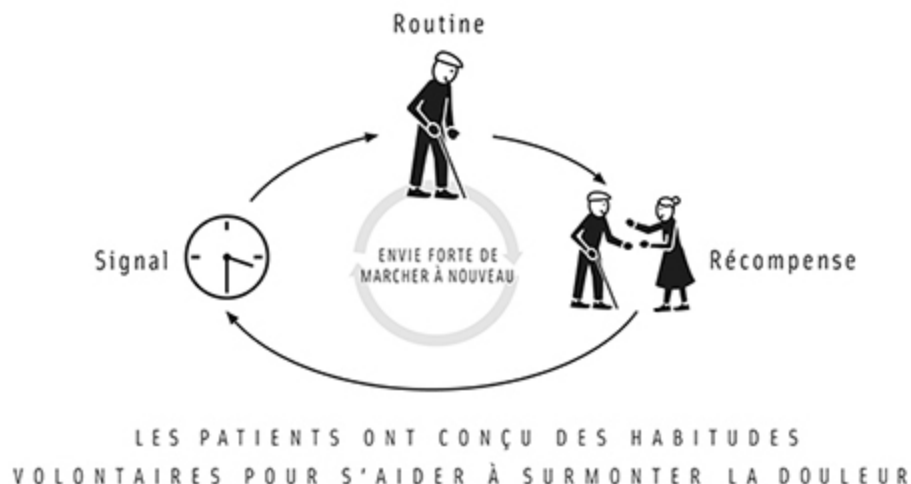 Routine
Signal
ENVIE FORTE DE
MARCHER À NOUVEAU
Récompense
LES PATIENTS ONT CONÇU DES HABITUDES
VOLONTAIRES POUR S'AIDER À SURMONTER LA DOULEUR